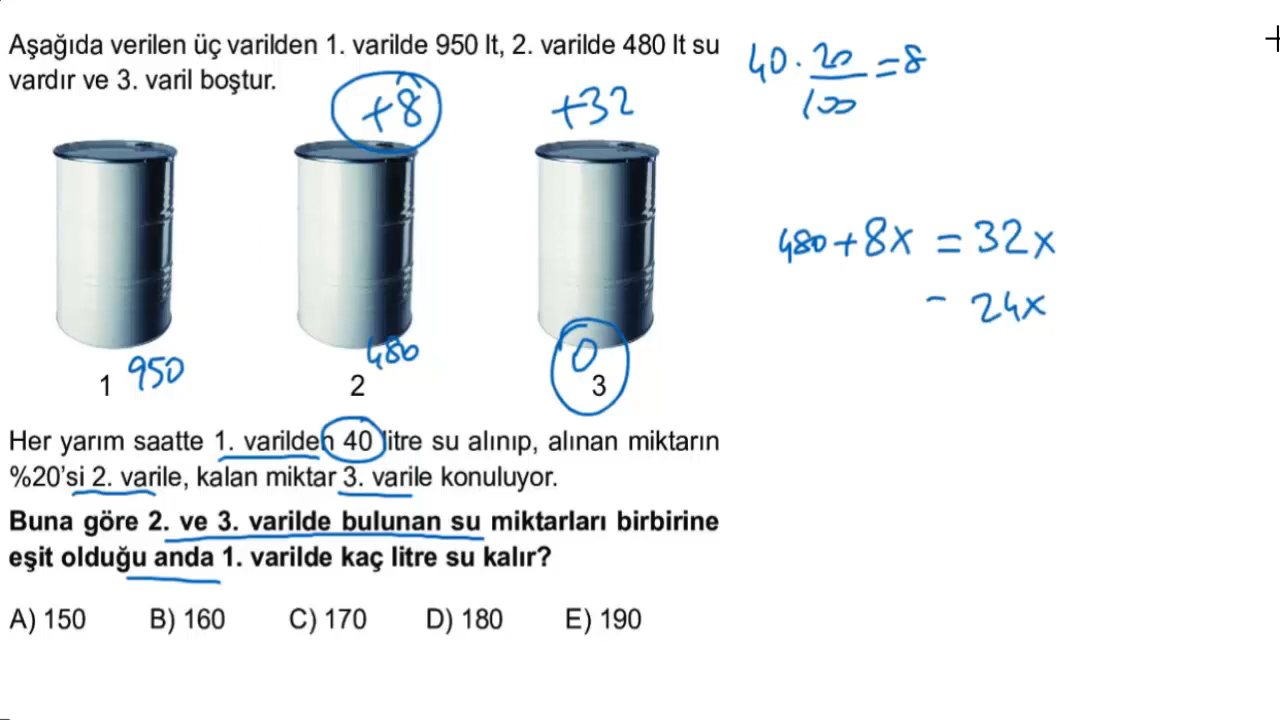 Aşağıda verilen üç varilden 1. varilde 950 lt, 2. varilde 480 lt su
vardır ve 3. varil boştur.
40 . 20/100 = 8
+8
+32
480 + 8x = 32x
- 24x
0
480
1 950
2
3
Her yarım saatte 1. varilden 40 litre su alınıp, alınan miktarın
%20'si 2. varile, kalan miktar 3. varile konuluyor.
Buna göre 2. ve 3. varilde bulunan su miktarları birbirine
eşit olduğu anda 1. varilde kaç litre su kalır?
A) 150 B) 160 C) 170 D) 180 E) 190